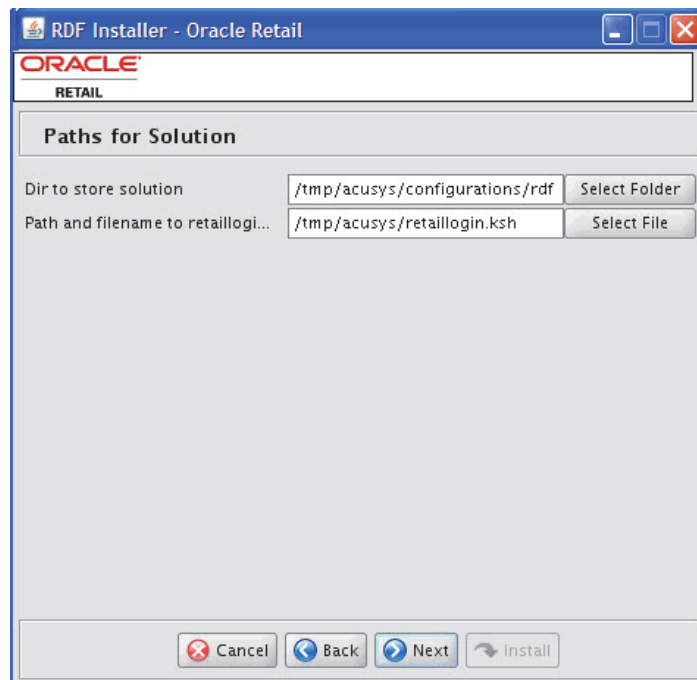 RDF Installer - Oracle Retail
ORACLE
RETAIL
Paths for Solution
Dir to store solution /tmp/acusys/configurations/rdf Select Folder
Path and filename to retaillogi... /tmp/acusys/retaillogin.ksh Select File
Cancel Back Next Install